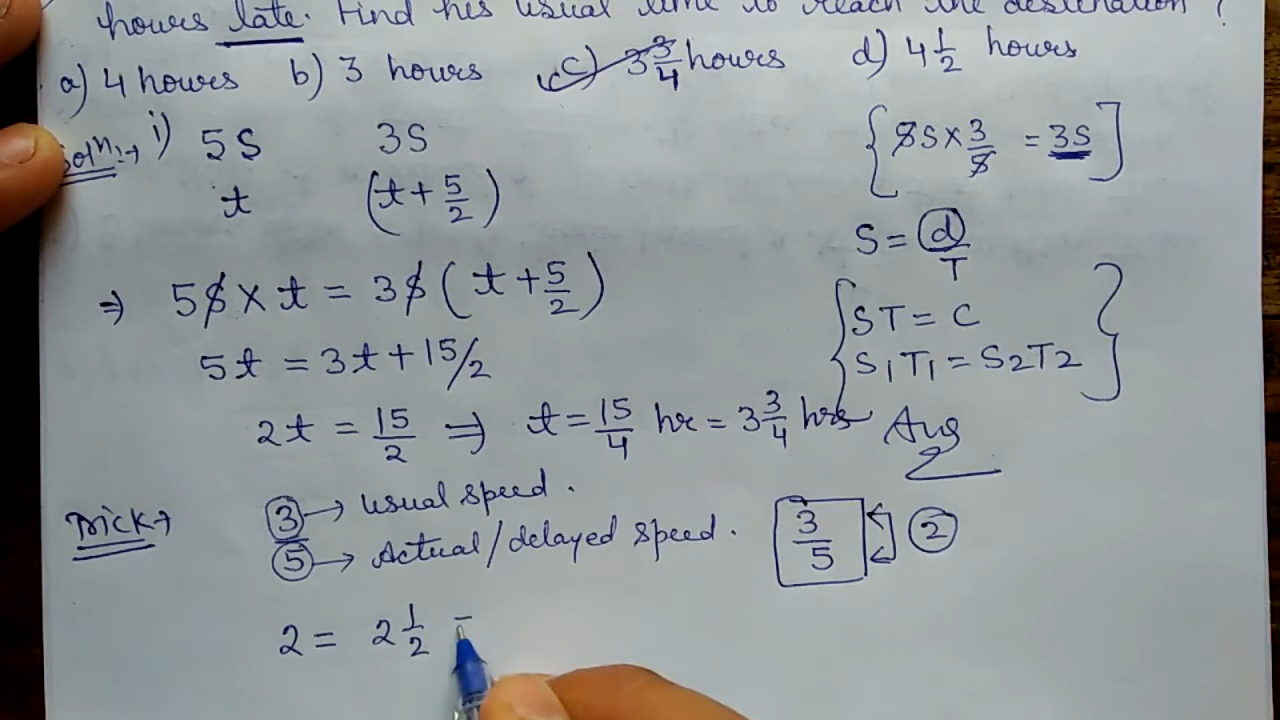 hours late. Find his usual time to reach the destination ?
a) 4 hours b) 3 hours c) 3 3/4 hours d) 4 1/2 hours
Solⁿ:→ i) 5S 3S { 5S × 3/5 = 3S ]
t (t + 5/2)
S = d/T
⇒ 5S × t = 3S (t + 5/2)
{ ST = C
5t = 3t + 15/2
S₁T₁ = S₂T₂ }
2t = 15/2 ⇒ t = 15/4 hr = 3 3/4 hrs Ans
Trick→ 3 → usual speed.
5 → Actual/delayed speed. 3/5 2
2 = 2 1/2